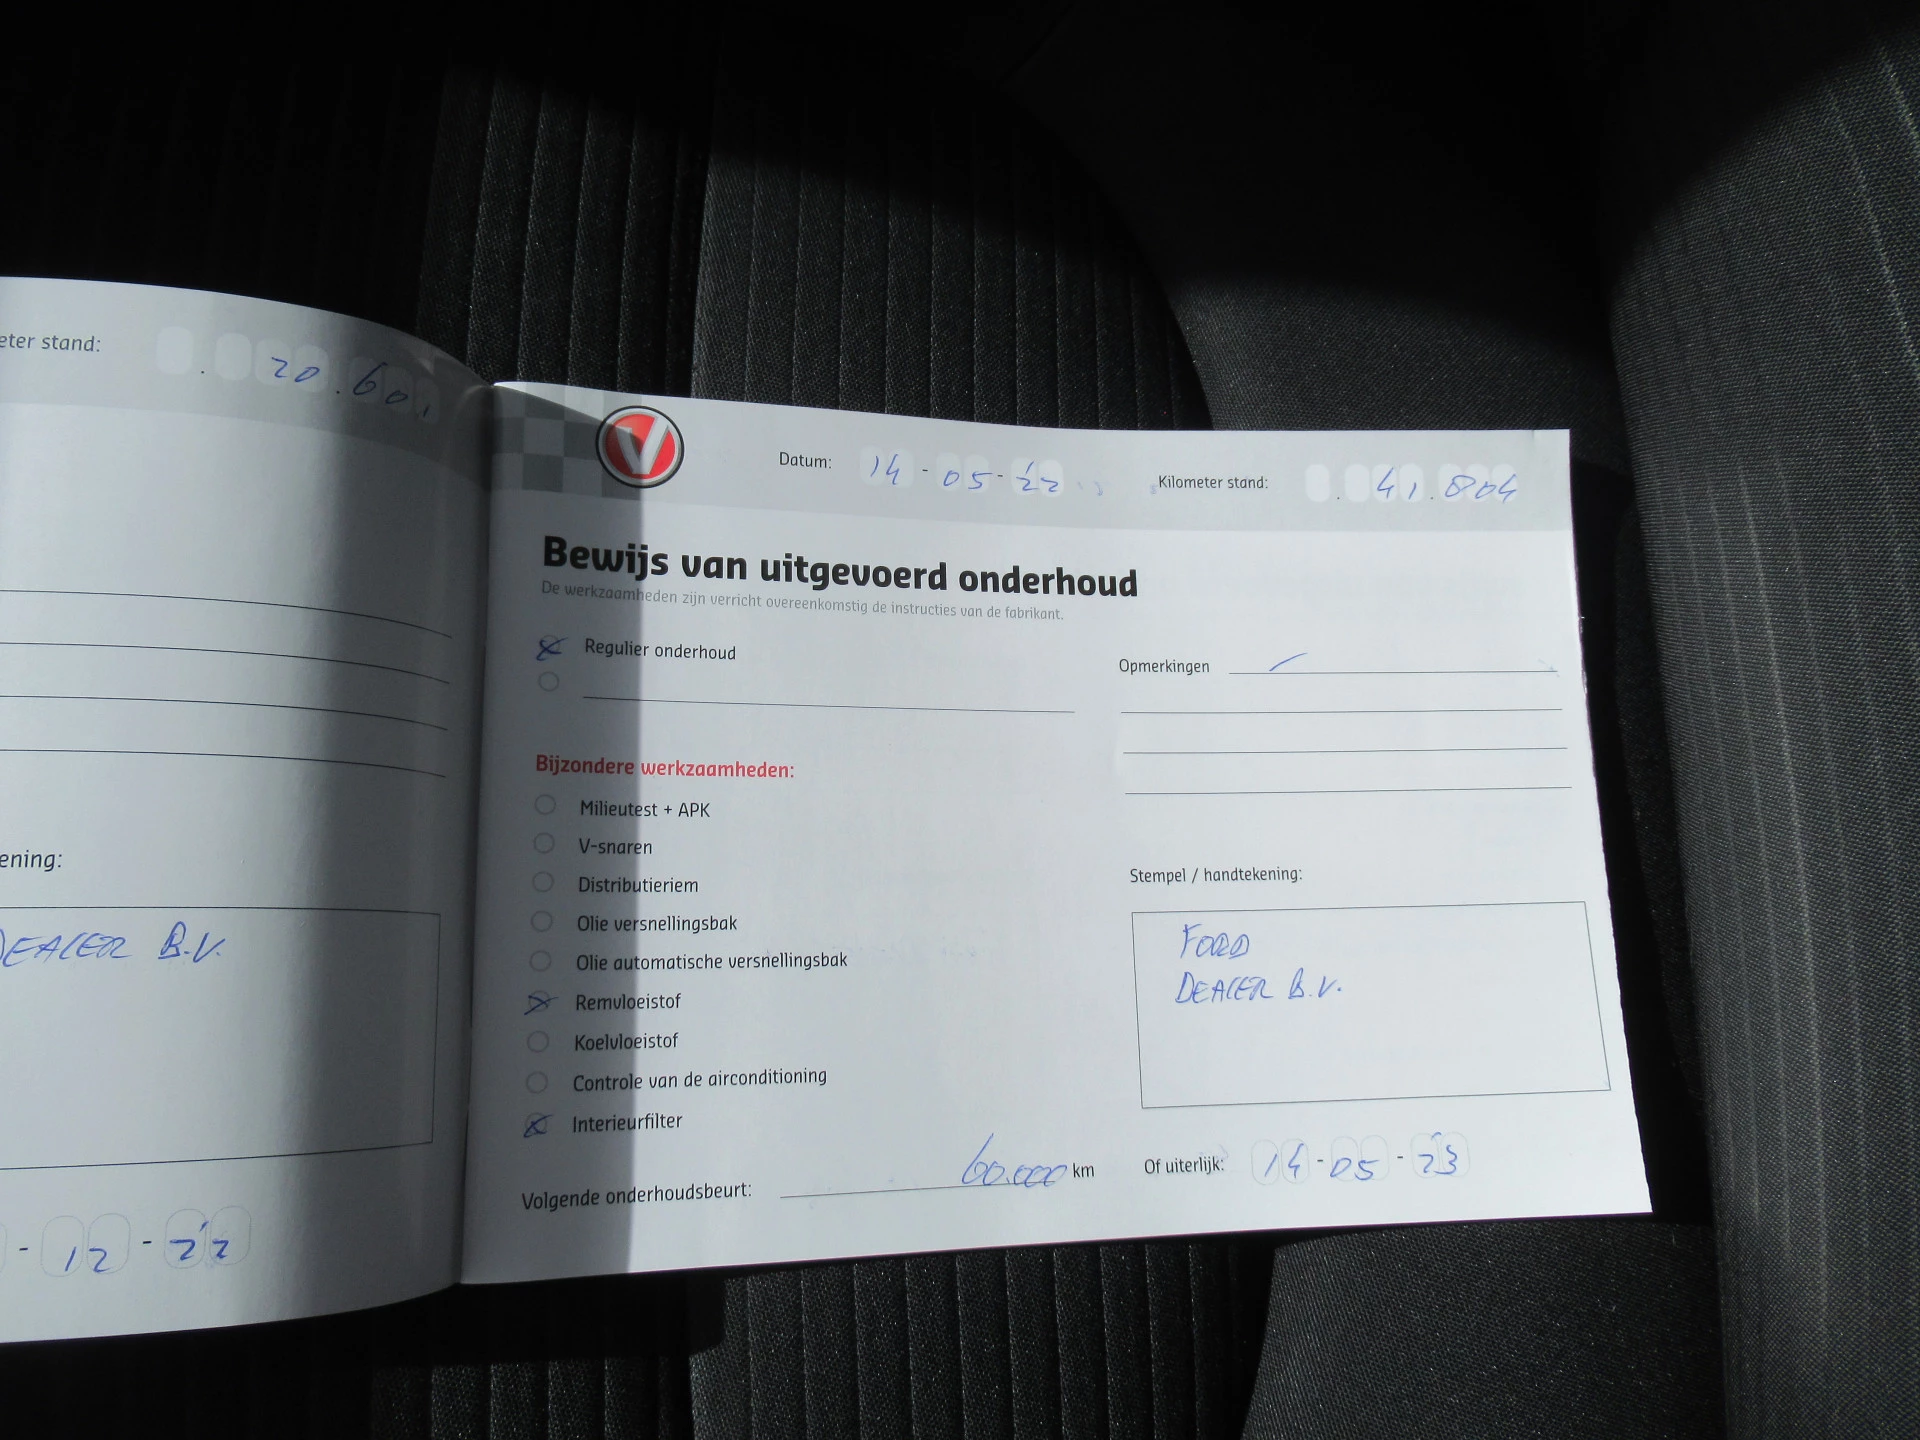 eter stand: . 20.601
ening:
DEALER B.V.
- 12 - 22
V
Datum: 14 - 05 - 22
Kilometer stand: . 41.804
Bewijs van uitgevoerd onderhoud
De werkzaamheden zijn verricht overeenkomstig de instructies van de fabrikant.
Regulier onderhoud
Opmerkingen
Bijzondere werkzaamheden:
Milieutest + APK
V-snaren
Distributieriem
Olie versnellingsbak
Olie automatische versnellingsbak
Remvloeistof
Koelvloeistof
Controle van de airconditioning
Interieurfilter
Stempel / handtekening:
FORD
DEALER B.V.
Volgende onderhoudsbeurt: 60.000 km
Of uiterlijk: 14 - 05 - 23